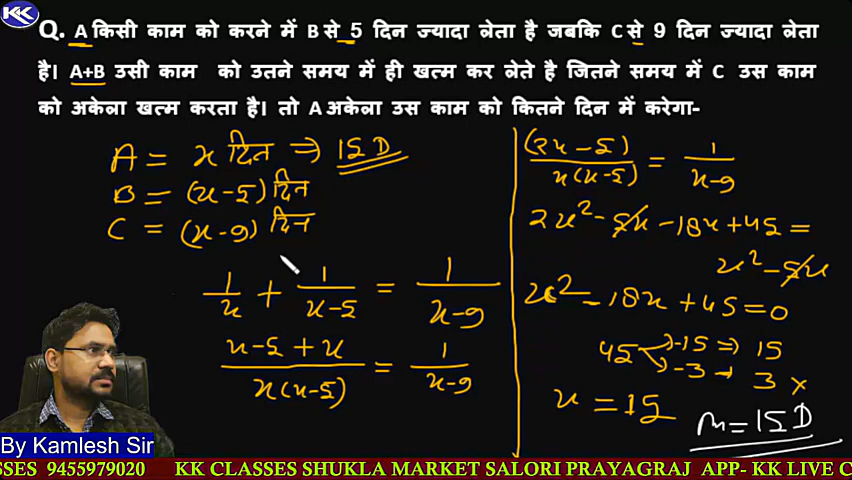 KK
Q. A किसी काम को करने में B से 5 दिन ज्यादा लेता है जबकि C से 9 दिन ज्यादा लेता
है। A+B उसी काम को उतने समय में ही खत्म कर लेते है जितने समय में C उस काम
को अकेला खत्म करता है। तो A अकेला उस काम को कितने दिन में करेगा-
A = x दिन ⇒ 15 D
B = (x-5) दिन
C = (x-9) दिन
1/x + 1/(x-5) = 1/(x-9)
(x-5+x)/(x(x-5)) = 1/(x-9)
(2x-5)/(x(x-5)) = 1/(x-9)
2x² - 5x - 18x + 45 =
x² - 5x
x² - 18x + 45 = 0
45 → -15 ⇒ 15
→ -3 → 3 ×
x = 15
A = 15 D
By Kamlesh Sir
SSES 9455979020 KK CLASSES SHUKLA MARKET SALORI PRAYAGRAJ APP- KK LIVE C